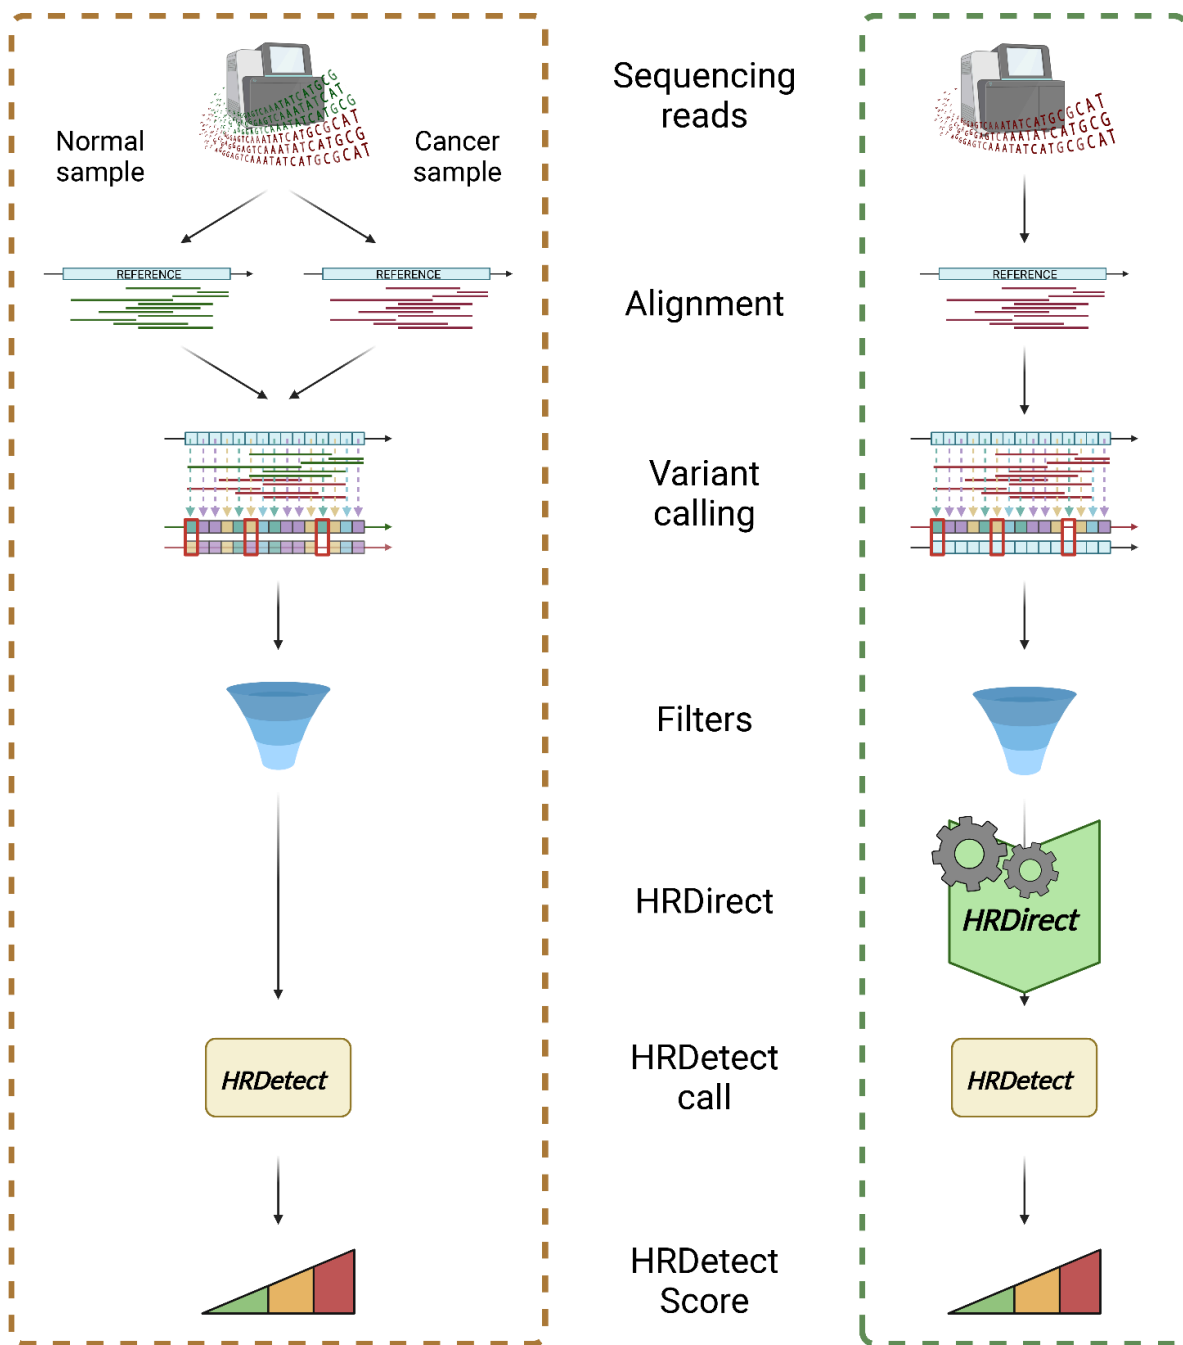 Sequencing
reads
Normal
sample
Cancer
sample
REFERENCE
REFERENCE
REFERENCE
Alignment
Variant
calling
Filters
HRDirect
HRDirect
HRDetect
HRDetect
call
HRDetect
HRDetect
Score